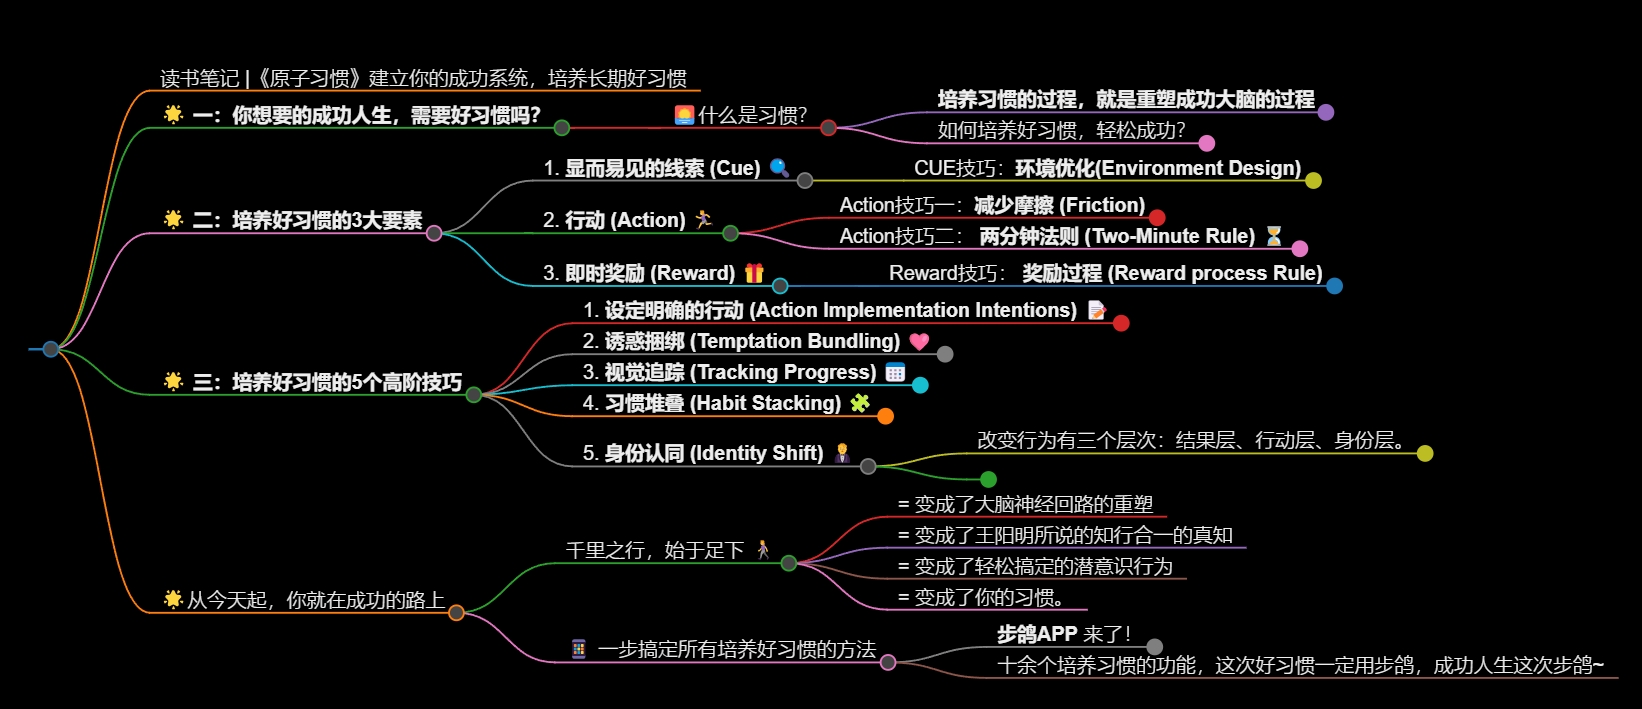 读书笔记 |《原子习惯》建立你的成功系统，培养长期好习惯
🌟 一：你想要的成功人生，需要好习惯吗？
🌅什么是习惯？
培养习惯的过程，就是重塑成功大脑的过程
如何培养好习惯，轻松成功？
🌟 二：培养好习惯的3大要素
1. 显而易见的线索 (Cue) 🔍
CUE技巧：环境优化(Environment Design)
2. 行动 (Action) 🏃‍♀️
Action技巧一：减少摩擦 (Friction)
Action技巧二： 两分钟法则 (Two-Minute Rule) ⏳
3. 即时奖励 (Reward) 🎁
Reward技巧： 奖励过程 (Reward process Rule)
🌟 三：培养好习惯的5个高阶技巧
1. 设定明确的行动 (Action Implementation Intentions) 📝
2. 诱惑捆绑 (Temptation Bundling) 💗
3. 视觉追踪 (Tracking Progress) 🗓️
4. 习惯堆叠 (Habit Stacking) 🧩
5. 身份认同 (Identity Shift) 🤵
改变行为有三个层次：结果层、行动层、身份层。
🌟从今天起，你就在成功的路上
千里之行，始于足下 🚶
= 变成了大脑神经回路的重塑
= 变成了王阳明所说的知行合一的真知
= 变成了轻松搞定的潜意识行为
= 变成了你的习惯。
📱 一步搞定所有培养好习惯的方法
步鸽APP 来了！
十余个培养习惯的功能，这次好习惯一定用步鸽，成功人生这次步鸽~